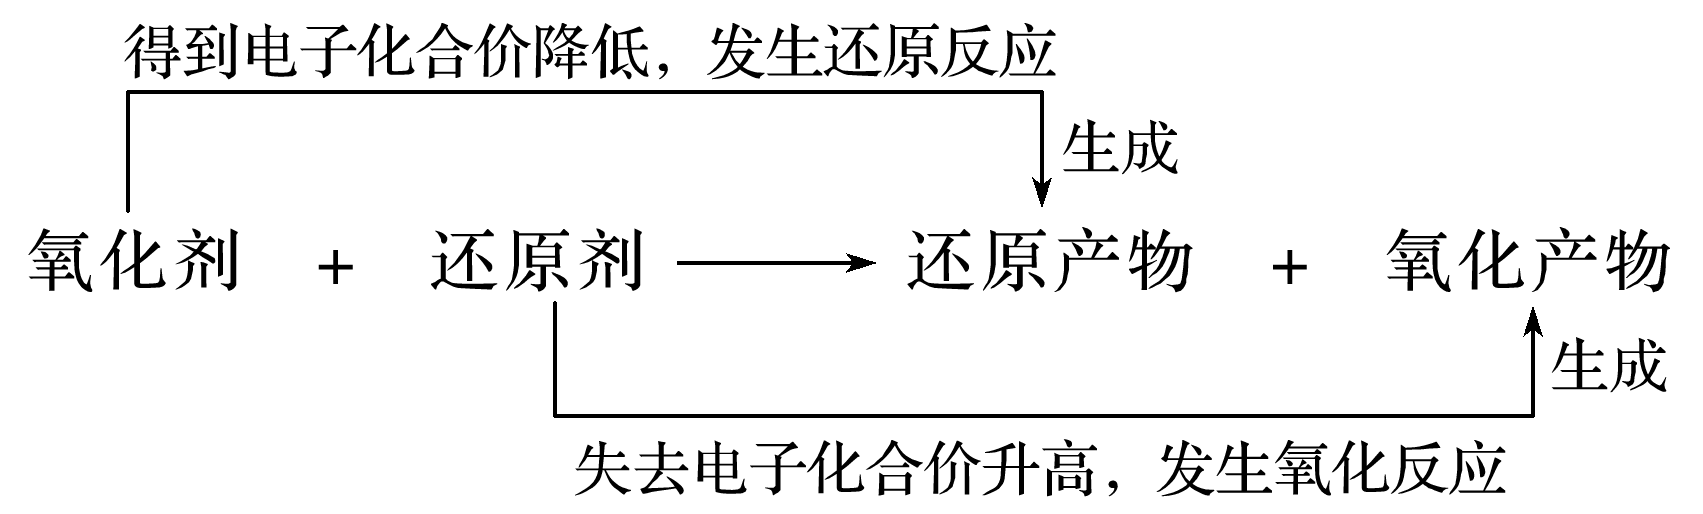 得到电子化合价降低，发生还原反应
生成
氧化剂 + 还原剂 → 还原产物 + 氧化产物
生成
失去电子化合价升高，发生氧化反应